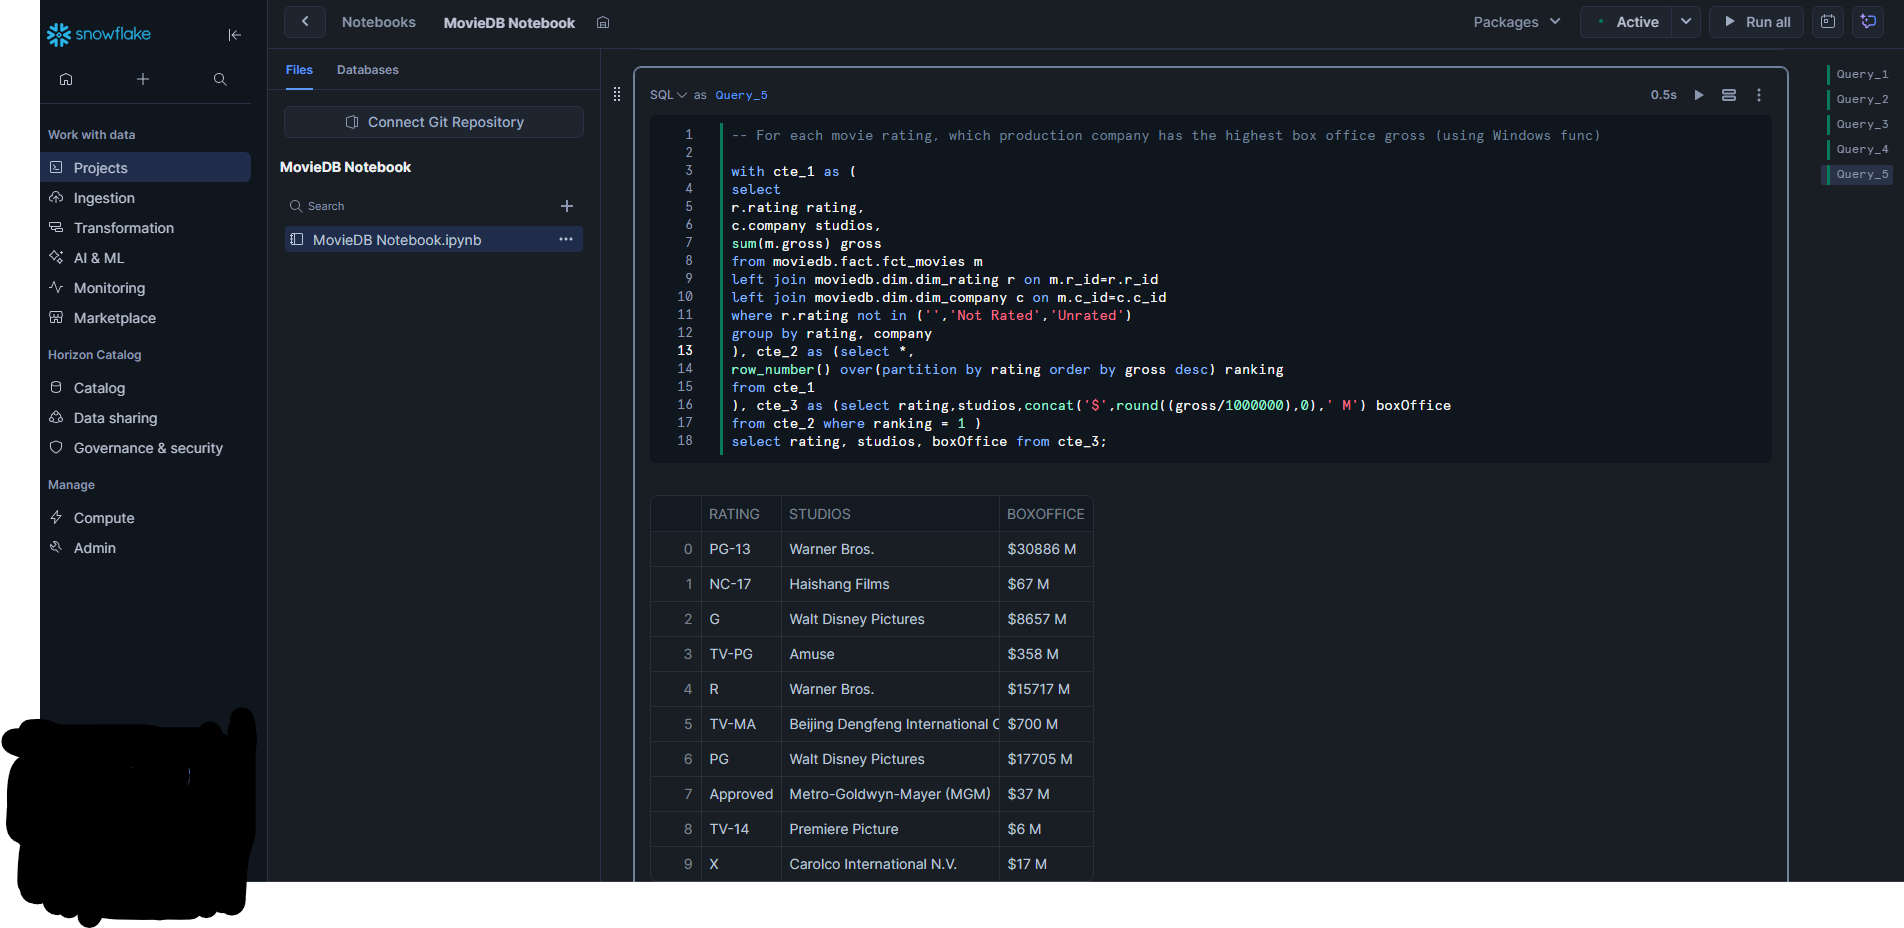 snowflake
Work with data
Projects
Ingestion
Transformation
AI & ML
Monitoring
Marketplace
Horizon Catalog
Catalog
Data sharing
Governance & security
Manage
Compute
Admin
Notebooks MovieDB Notebook
Packages Active Run all
Files Databases
Connect Git Repository
MovieDB Notebook
Search
MovieDB Notebook.ipynb
SQL as Query_5 0.5s
1 -- For each movie rating, which production company has the highest box office gross (using Windows func)
2
3 with cte_1 as (
4 select
5 r.rating rating,
6 c.company studios,
7 sum(m.gross) gross
8 from moviedb.fact.fct_movies m
9 left join moviedb.dim.dim_rating r on m.r_id=r.r_id
10 left join moviedb.dim.dim_company c on m.c_id=c.c_id
11 where r.rating not in ('','Not Rated','Unrated')
12 group by rating, company
13 ), cte_2 as (select *,
14 row_number() over(partition by rating order by gross desc) ranking
15 from cte_1
16 ), cte_3 as (select rating,studios,concat('$',round((gross/1000000),0),' M') boxOffice
17 from cte_2 where ranking = 1 )
18 select rating, studios, boxOffice from cte_3;
RATING STUDIOS BOXOFFICE
0 PG-13 Warner Bros. $30886 M
1 NC-17 Haishang Films $67 M
2 G Walt Disney Pictures $8657 M
3 TV-PG Amuse $358 M
4 R Warner Bros. $15717 M
5 TV-MA Beijing Dengfeng International C $700 M
6 PG Walt Disney Pictures $17705 M
7 Approved Metro-Goldwyn-Mayer (MGM) $37 M
8 TV-14 Premiere Picture $6 M
9 X Carolco International N.V. $17 M
Query_1
Query_2
Query_3
Query_4
Query_5